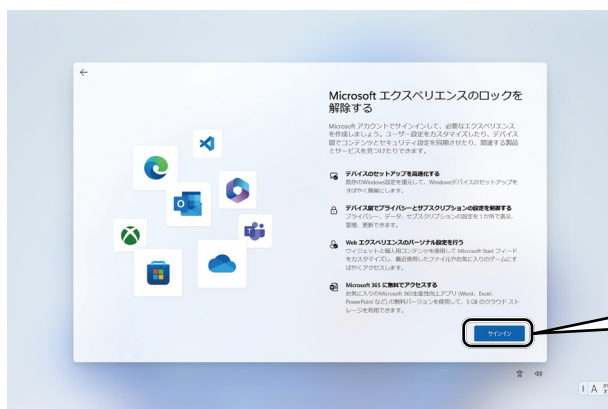 Microsoft エクスペリエンスのロックを
解除する
Microsoft アカウントでサインインして、必要なエクスペリエンス
を作成しましょう。ユーザー設定をカスタマイズしたり、デバイス
間でコンテンツとセキュリティ設定を同期させたり、関連する製品
とサービスを見つけたりできます。
デバイスのセットアップを高速化する
既存のWindows設定を復元して、Windowsデバイスのセットアップを
すばやく簡単にします。
デバイス間でプライバシーとサブスクリプションの設定を制御する
プライバシー、データ、サブスクリプションの設定を 1 か所で表示、
管理、更新できます。
Web エクスペリエンスのパーソナル設定を行う
ウィジェットと個人用コンテンツを使用して Microsoft Start フィード
をカスタマイズし、最近使用したファイルやお気に入りのゲームにす
ばやくアクセスします。
Microsoft 365 に無料でアクセスする
お気に入りのMicrosoft 365生産性向上アプリ (Word、Excel、
PowerPoint など) の無料バージョンを使用して、5 GB のクラウド スト
レージを利用できます。
サインイン
A